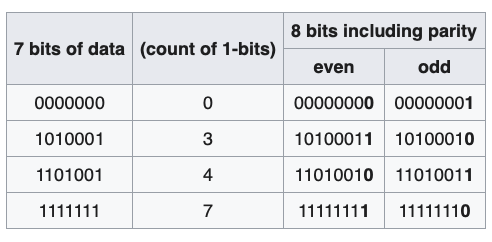 7 bits of data (count of 1-bits) 8 bits including parity
even odd
0000000 0 00000000 00000001
1010001 3 10100011 10100010
1101001 4 11010010 11010011
1111111 7 11111111 11111110